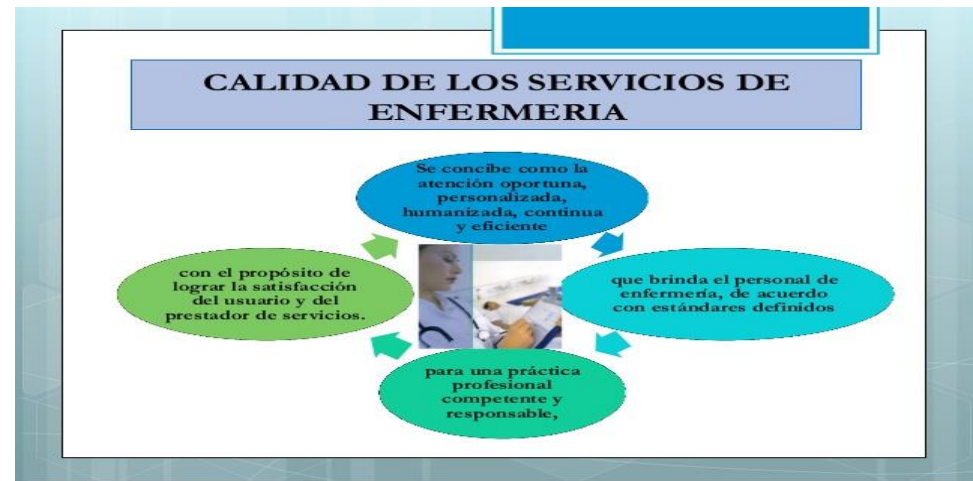 CALIDAD DE LOS SERVICIOS DE
ENFERMERIA
Se concibe como la
atención oportuna,
personalizada,
humanizada, continua
y eficiente
que brinda el personal de
enfermería, de acuerdo
con estándares definidos
para una práctica
profesional
competente y
responsable,
con el propósito de
lograr la satisfacción
del usuario y del
prestador de servicios.